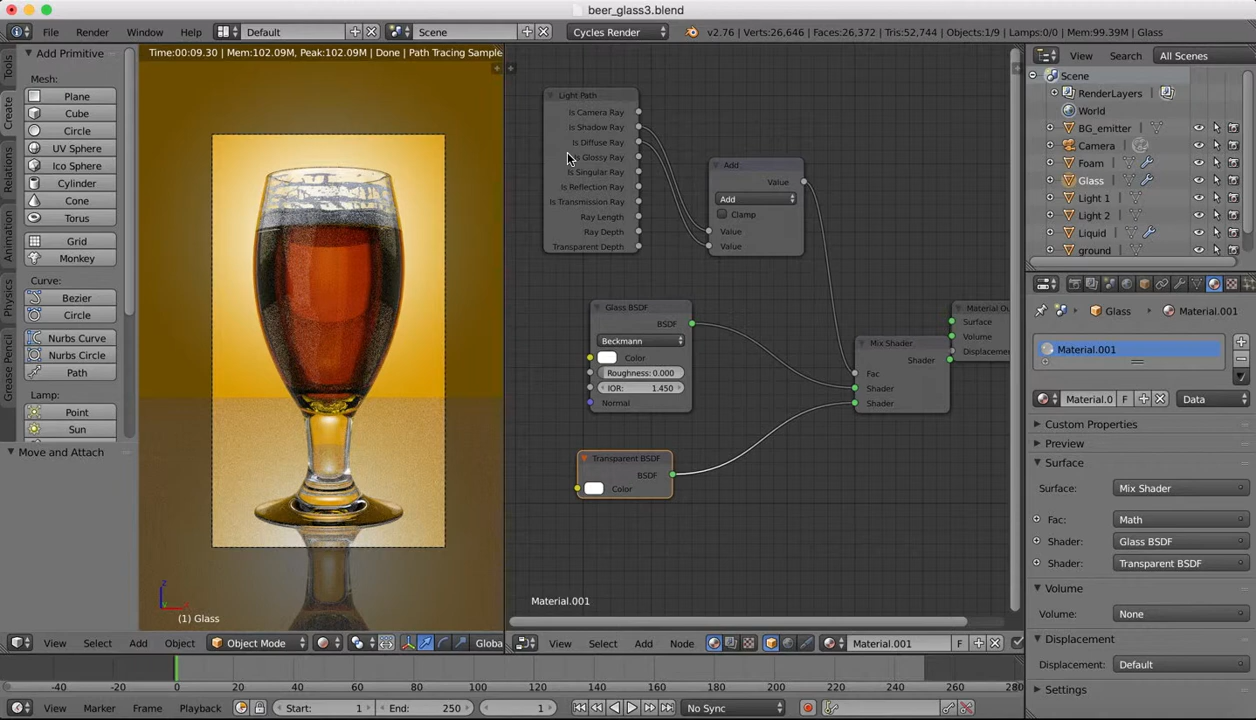 beer_glass3.blend
File Render Window Help Default Scene Cycles Render v2.76 | Verts:26,646 | Faces:26,372 | Tris:52,744 | Objects:1/9 | Lamps:0/0 | Mem:99.39M | Glass
Add Primitive
Mesh:
Plane
Cube
Circle
UV Sphere
Ico Sphere
Cylinder
Cone
Torus
Grid
Monkey
Curve:
Bezier
Circle
Nurbs Curve
Nurbs Circle
Path
Lamp:
Point
Sun
Move and Attach
Tools
Create
Relations
Animation
Physics
Grease Pencil
Time:00:09.30 | Mem:102.09M, Peak:102.09M | Done | Path Tracing Sample
(1) Glass
Light Path
Is Camera Ray
Is Shadow Ray
Is Diffuse Ray
Glossy Ray
Is Singular Ray
Is Reflection Ray
Is Transmission Ray
Ray Length
Ray Depth
Transparent Depth
Add
Value
Add
Clamp
Value
Value
Glass BSDF
BSDF
Beckmann
Color
Roughness: 0.000
IOR: 1.450
Normal
Transparent BSDF
BSDF
Color
Mix Shader
Shader
Fac
Shader
Shader
Material Ou
Surface
Volume
Displacem
Material.001
View Search All Scenes
Scene
RenderLayers
World
BG_emitter
Camera
Foam
Glass
Light 1
Light 2
Liquid
ground
Glass Material.001
Material.001
Material.0 F Data
Custom Properties
Preview
Surface
Surface: Mix Shader
Fac: Math
Shader: Glass BSDF
Shader: Transparent BSDF
Volume
Volume: None
Displacement
Displacement: Default
Settings
View Select Add Object Object Mode Globa
View Select Add Node Material.001 F
-40 -20 0 20 40 60 80 100 120 140 160 180 200 220 240 260 280
View Marker Frame Playback Start: 1 End: 250 1 No Sync